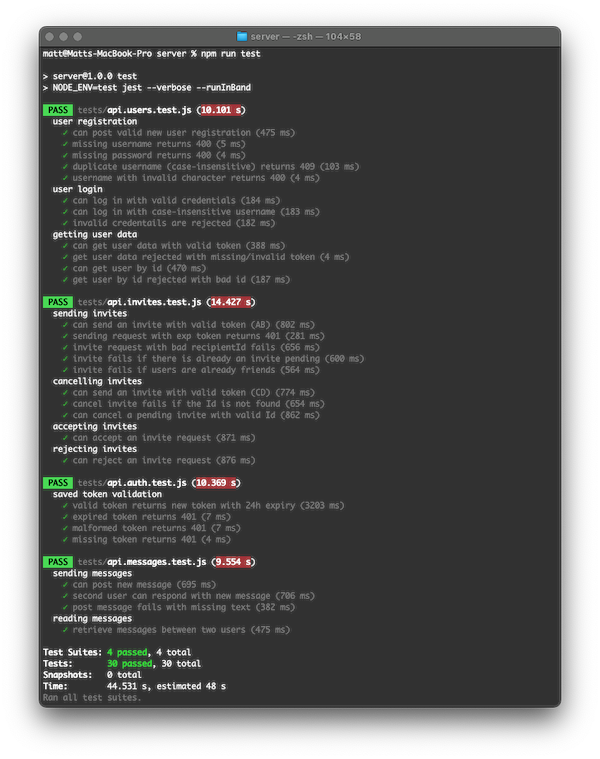 server — -zsh — 104×58
matt@Matts-MacBook-Pro server % npm run test
> server@1.0.0 test
> NODE_ENV=test jest --verbose --runInBand
PASS tests/api.users.test.js (10.101 s)
user registration
✓ can post valid new user registration (475 ms)
✓ missing username returns 400 (5 ms)
✓ missing password returns 400 (4 ms)
✓ duplicate username (case-insensitive) returns 409 (103 ms)
✓ username with invalid character returns 400 (4 ms)
user login
✓ can log in with valid credentials (184 ms)
✓ can log in with case-insensitive username (183 ms)
✓ invalid credentails are rejected (182 ms)
getting user data
✓ can get user data with valid token (388 ms)
✓ get user data rejected with missing/invalid token (4 ms)
✓ can get user by id (470 ms)
✓ get user by id rejected with bad id (187 ms)
PASS tests/api.invites.test.js (14.427 s)
sending invites
✓ can send an invite with valid token (AB) (802 ms)
✓ sending request with exp token returns 401 (281 ms)
✓ invite request with bad recipientId fails (656 ms)
✓ invite fails if there is already an invite pending (600 ms)
✓ invite fails if users are already friends (564 ms)
cancelling invites
✓ can send an invite with valid token (CD) (774 ms)
✓ cancel invite fails if the Id is not found (654 ms)
✓ can cancel a pending invite with valid Id (862 ms)
accepting invites
✓ can accept an invite request (871 ms)
rejecting invites
✓ can reject an invite request (876 ms)
PASS tests/api.auth.test.js (10.369 s)
saved token validation
✓ valid token returns new token with 24h expiry (3203 ms)
✓ expired token returns 401 (7 ms)
✓ malformed token returns 401 (7 ms)
✓ missing token returns 401 (4 ms)
PASS tests/api.messages.test.js (9.554 s)
sending messages
✓ can post new message (695 ms)
✓ second user can respond with new message (706 ms)
✓ post message fails with missing text (382 ms)
reading messages
✓ retrieve messages between two users (475 ms)
Test Suites: 4 passed, 4 total
Tests: 30 passed, 30 total
Snapshots: 0 total
Time: 44.531 s, estimated 48 s
Ran all test suites.